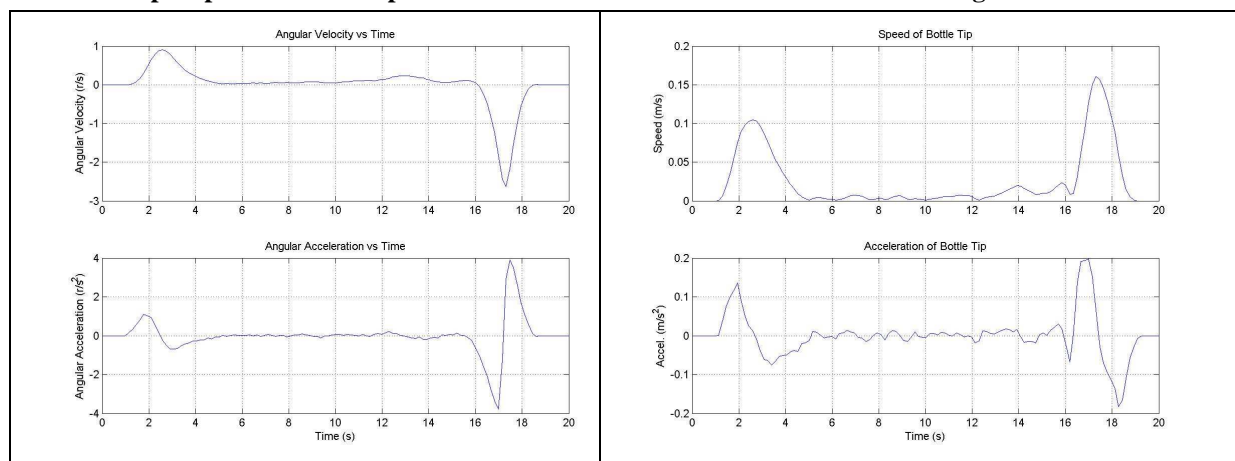 Angular Velocity vs Time
Angular Velocity (r/s)
1
0
-1
-2
-3
0 2 4 6 8 10 12 14 16 18 20
Angular Acceleration vs Time
Angular Acceleration (r/s²)
4
2
0
-2
-4
0 2 4 6 8 10 12 14 16 18 20
Time (s)
Speed of Bottle Tip
Speed (m/s)
0.2
0.15
0.1
0.05
0
0 2 4 6 8 10 12 14 16 18 20
Acceleration of Bottle Tip
Accel. (m/s²)
0.2
0.1
0
-0.1
-0.2
0 2 4 6 8 10 12 14 16 18 20
Time (s)